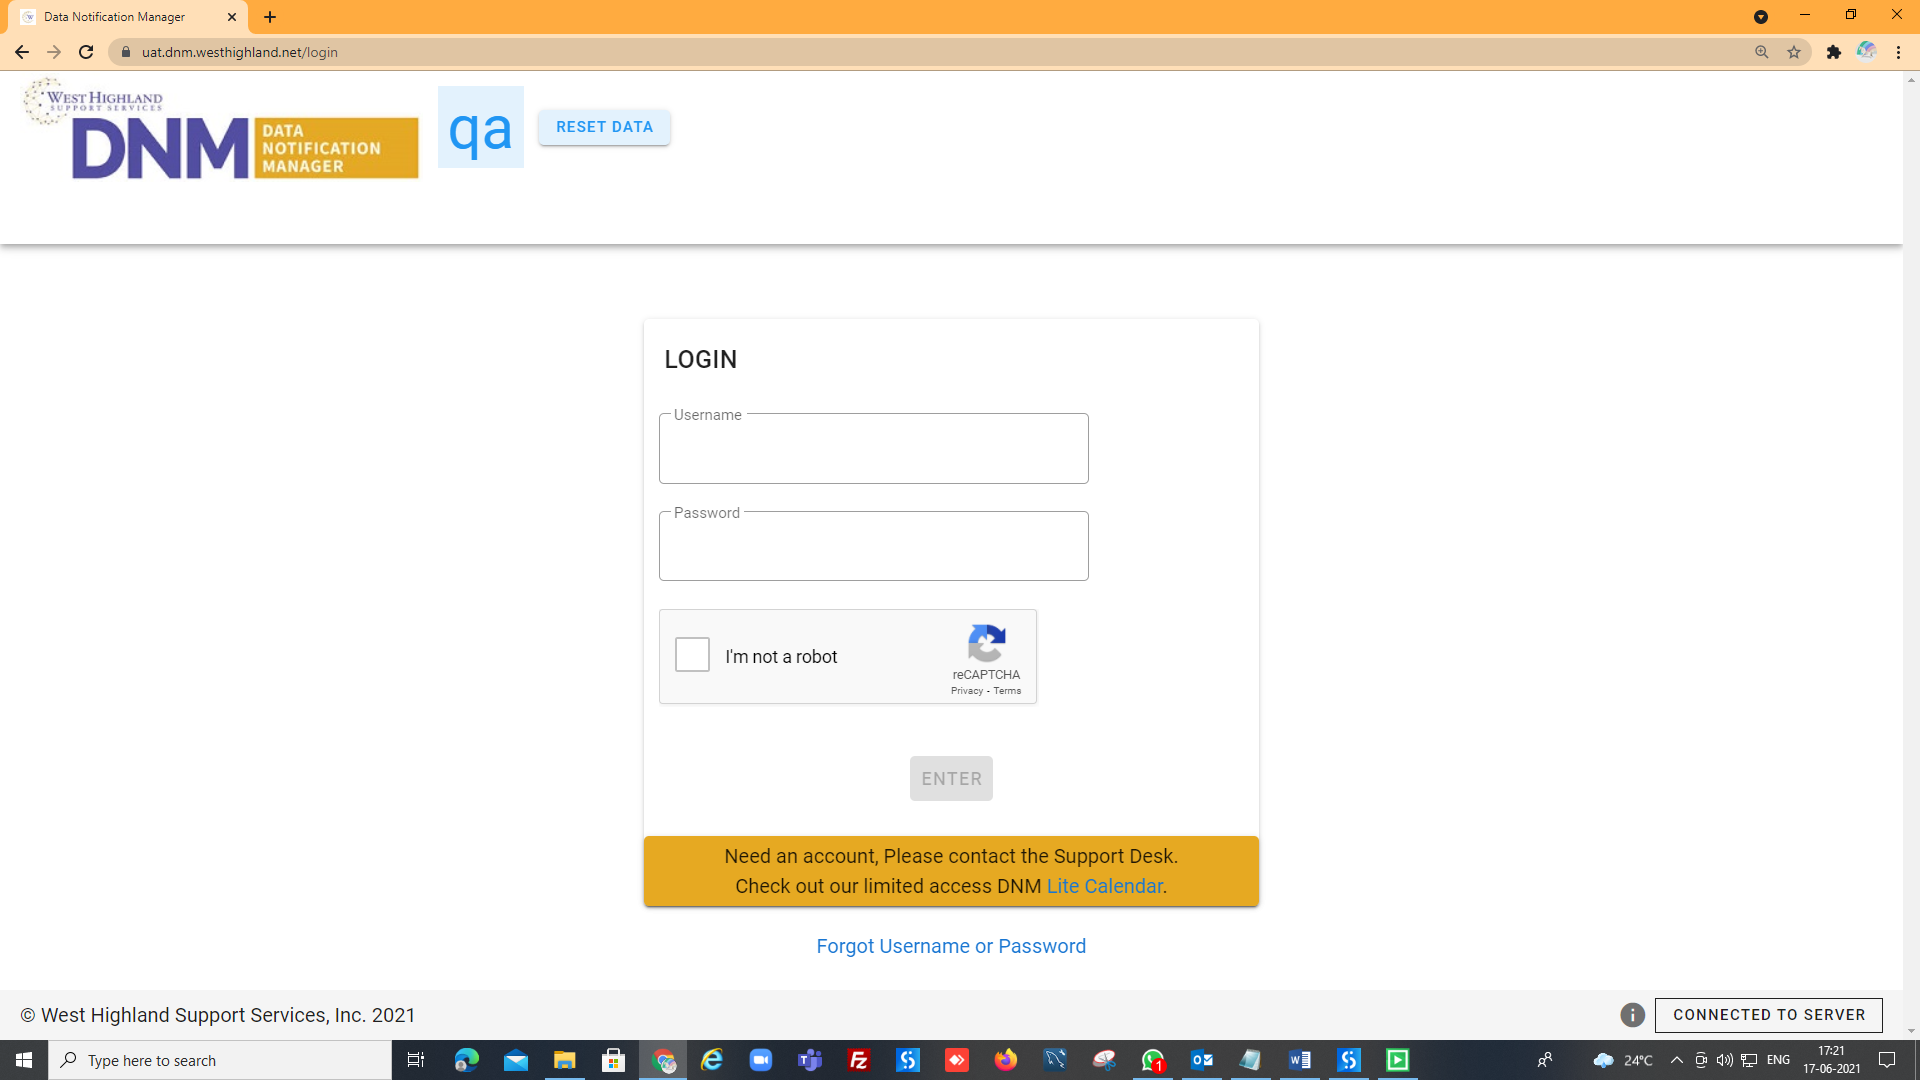 Data Notification Manager
uat.dnm.westhighland.net/login
WEST HIGHLAND
SUPPORT SERVICES
DNM
DATA
NOTIFICATION
MANAGER
qa
RESET DATA
LOGIN
Username
Password
I'm not a robot
reCAPTCHA
Privacy - Terms
ENTER
Need an account, Please contact the Support Desk.
Check out our limited access DNM Lite Calendar.
Forgot Username or Password
© West Highland Support Services, Inc. 2021
CONNECTED TO SERVER
Type here to search
1
24°C
ENG
17:21
17-06-2021